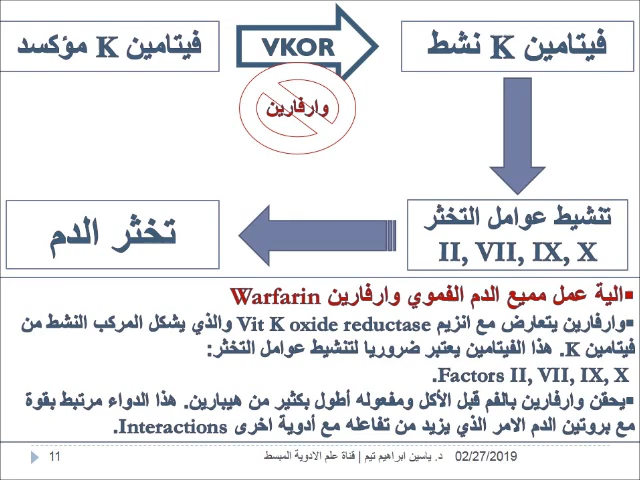 فيتامين K مؤكسد
VKOR
فيتامين K نشط
وارفارين
تنشيط عوامل التخثر
II, VII, IX, X
تخثر الدم
▪الية عمل مميع الدم الفموي وارفارين Warfarin
▪وارفارين يتعارض مع انزيم Vit K oxide reductase والذي يشكل المركب النشط من
فيتامين K. هذا الفيتامين يعتبر ضروريا لتنشيط عوامل التخثر:
Factors II, VII, IX, X.
▪يحقن وارفارين بالفم قبل الأكل ومفعوله أطول بكثير من هيبارين. هذا الدواء مرتبط بقوة
مع بروتين الدم الامر الذي يزيد من تفاعله مع أدوية اخرى Interactions.
11
د. ياسين ابراهيم تيم | قناة علم الادوية المبسط
02/27/2019